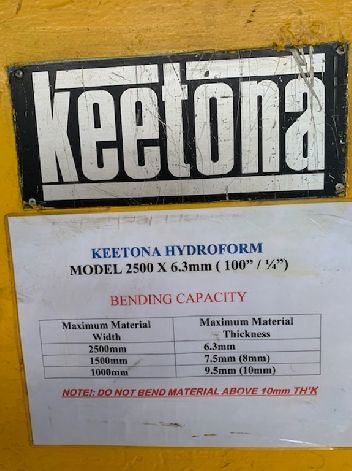 Keetona
KEETONA HYDROFORM
MODEL 2500 X 6.3mm ( 100" / ¼")
BENDING CAPACITY
Maximum Material Width Maximum Material Thickness
2500mm 6.3mm
1500mm 7.5mm (8mm)
1000mm 9.5mm (10mm)
NOTE!: DO NOT BEND MATERIAL ABOVE 10mm TH'K